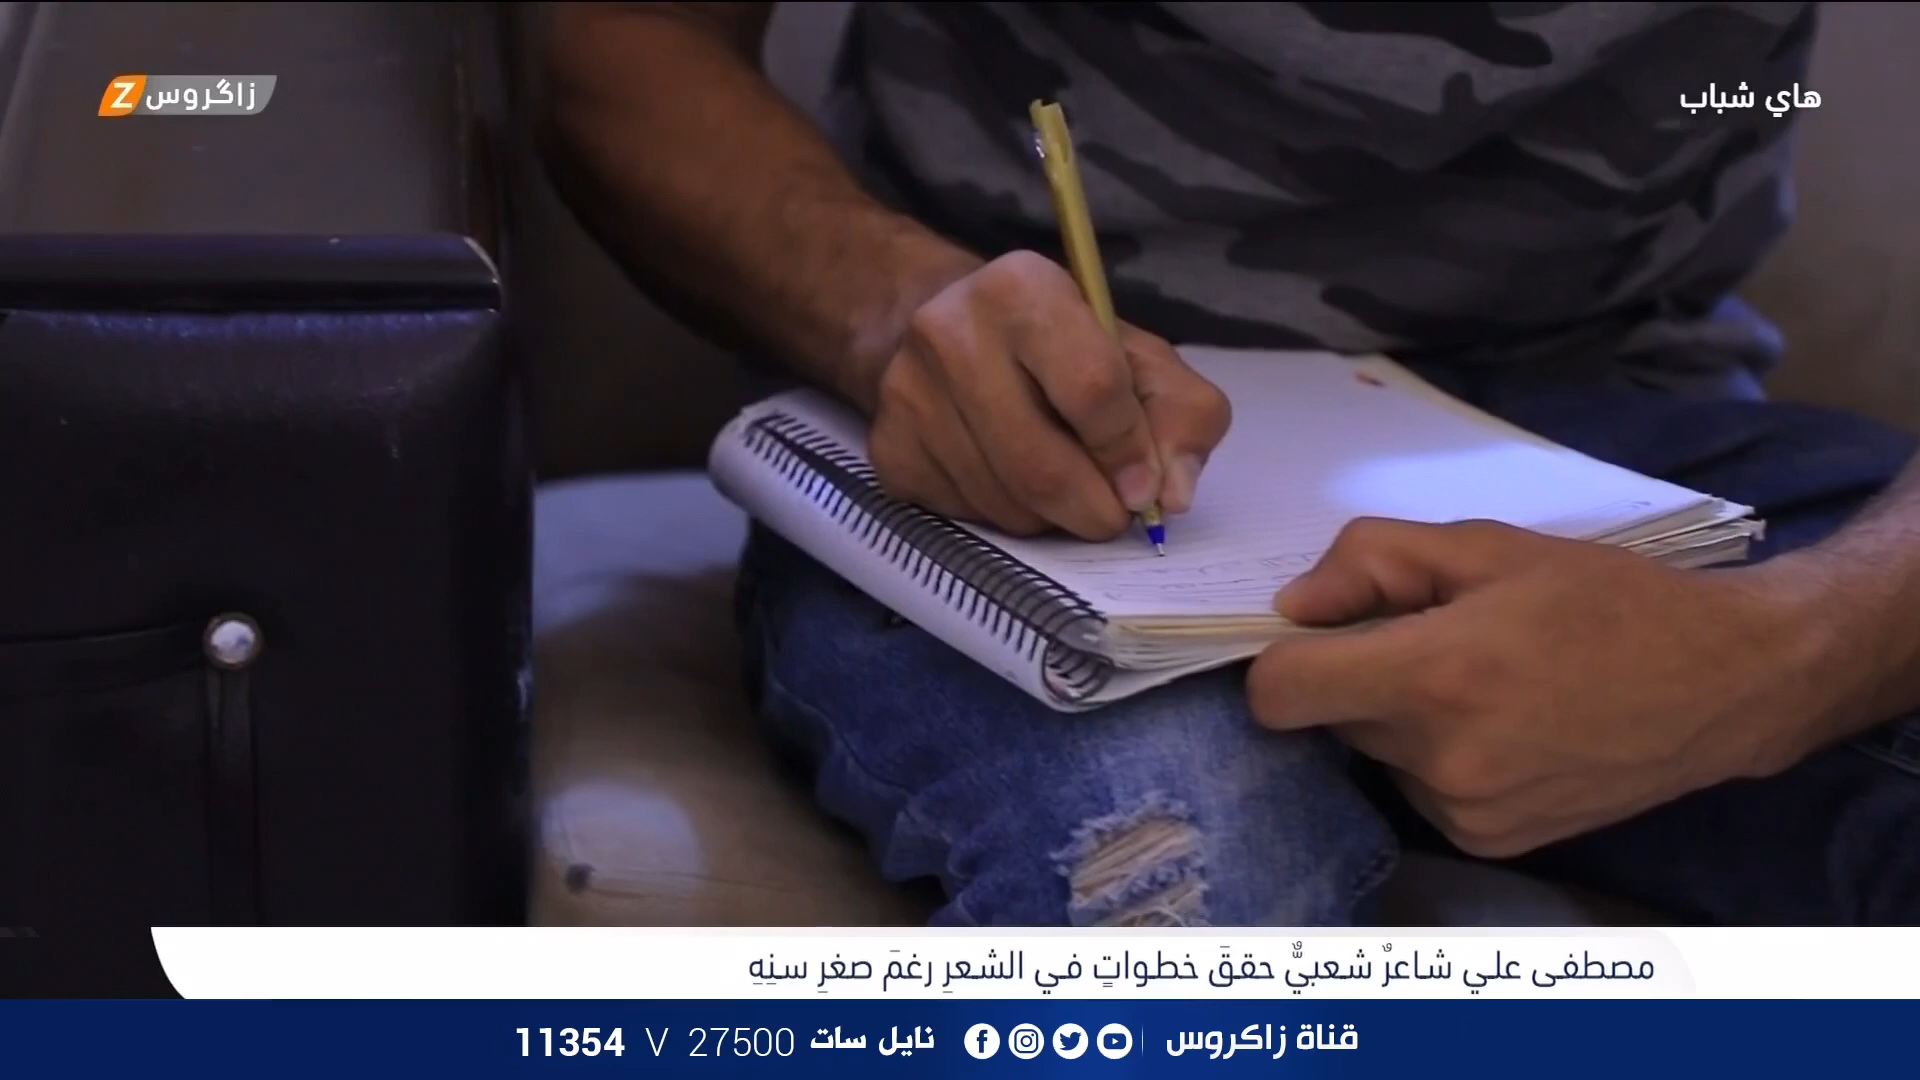 زاگروس Z
هاي شباب
مصطفى علي شاعرٌ شعبيٌّ حققَ خطواتٍ في الشعرِ رغمَ صغرِ سنِهِ
قناة زاكروس نايل سات 27500 V 11354